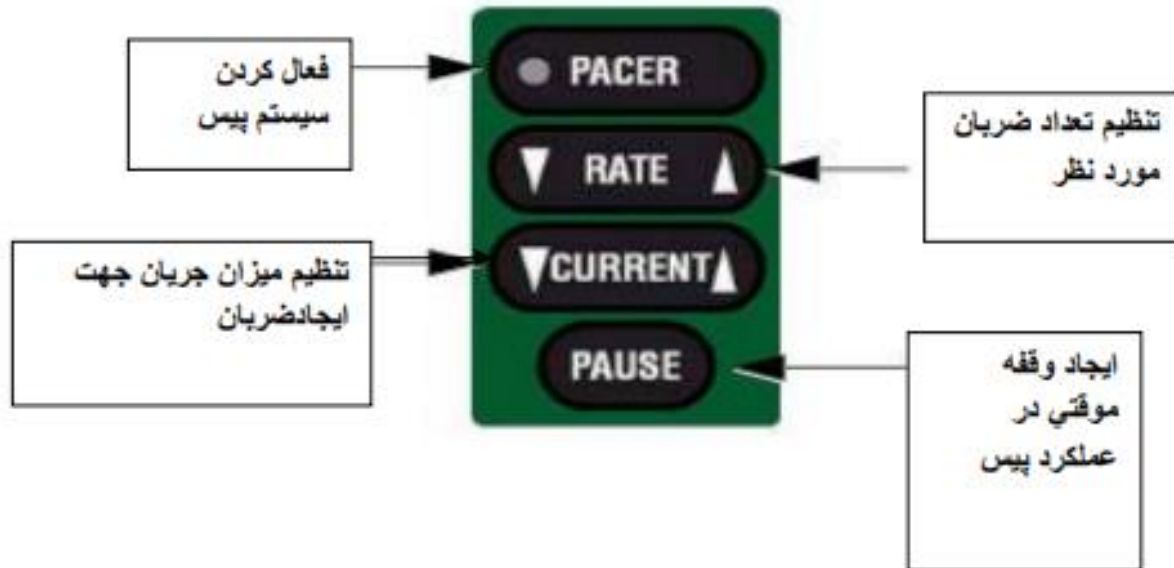 فعال کردن
سیستم پیس
PACER
تنظیم تعداد ضربان
مورد نظر
RATE
تنظیم میزان جریان جهت
ایجادضربان
CURRENT
PAUSE
ایجاد وقفه
موقتي در
عملکرد پیس